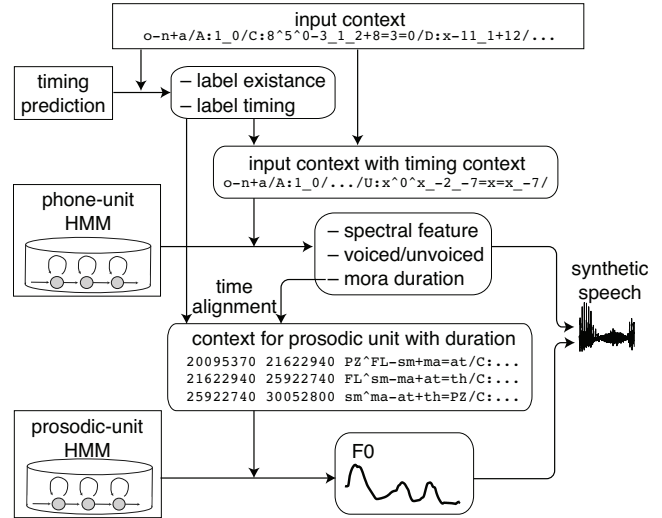 input context
o-n+a/A:1_0/C:8^5^0-3_1_2+8=3=0/D:x-11_1+12/...
timing
prediction
– label existance
– label timing
input context with timing context
o-n+a/A:1_0/.../U:x^0^x_-2_-7=x=x_-7/
phone-unit
HMM
– spectral feature
– voiced/unvoiced
– mora duration
synthetic
speech
time
alignment
context for prosodic unit with duration
20095370 21622940 PZ^FL-sm+ma=at/C:...
21622940 25922740 FL^sm-ma+at=th/C:...
25922740 30052800 sm^ma-at+th=PZ/C:...
prosodic-unit
HMM
F0